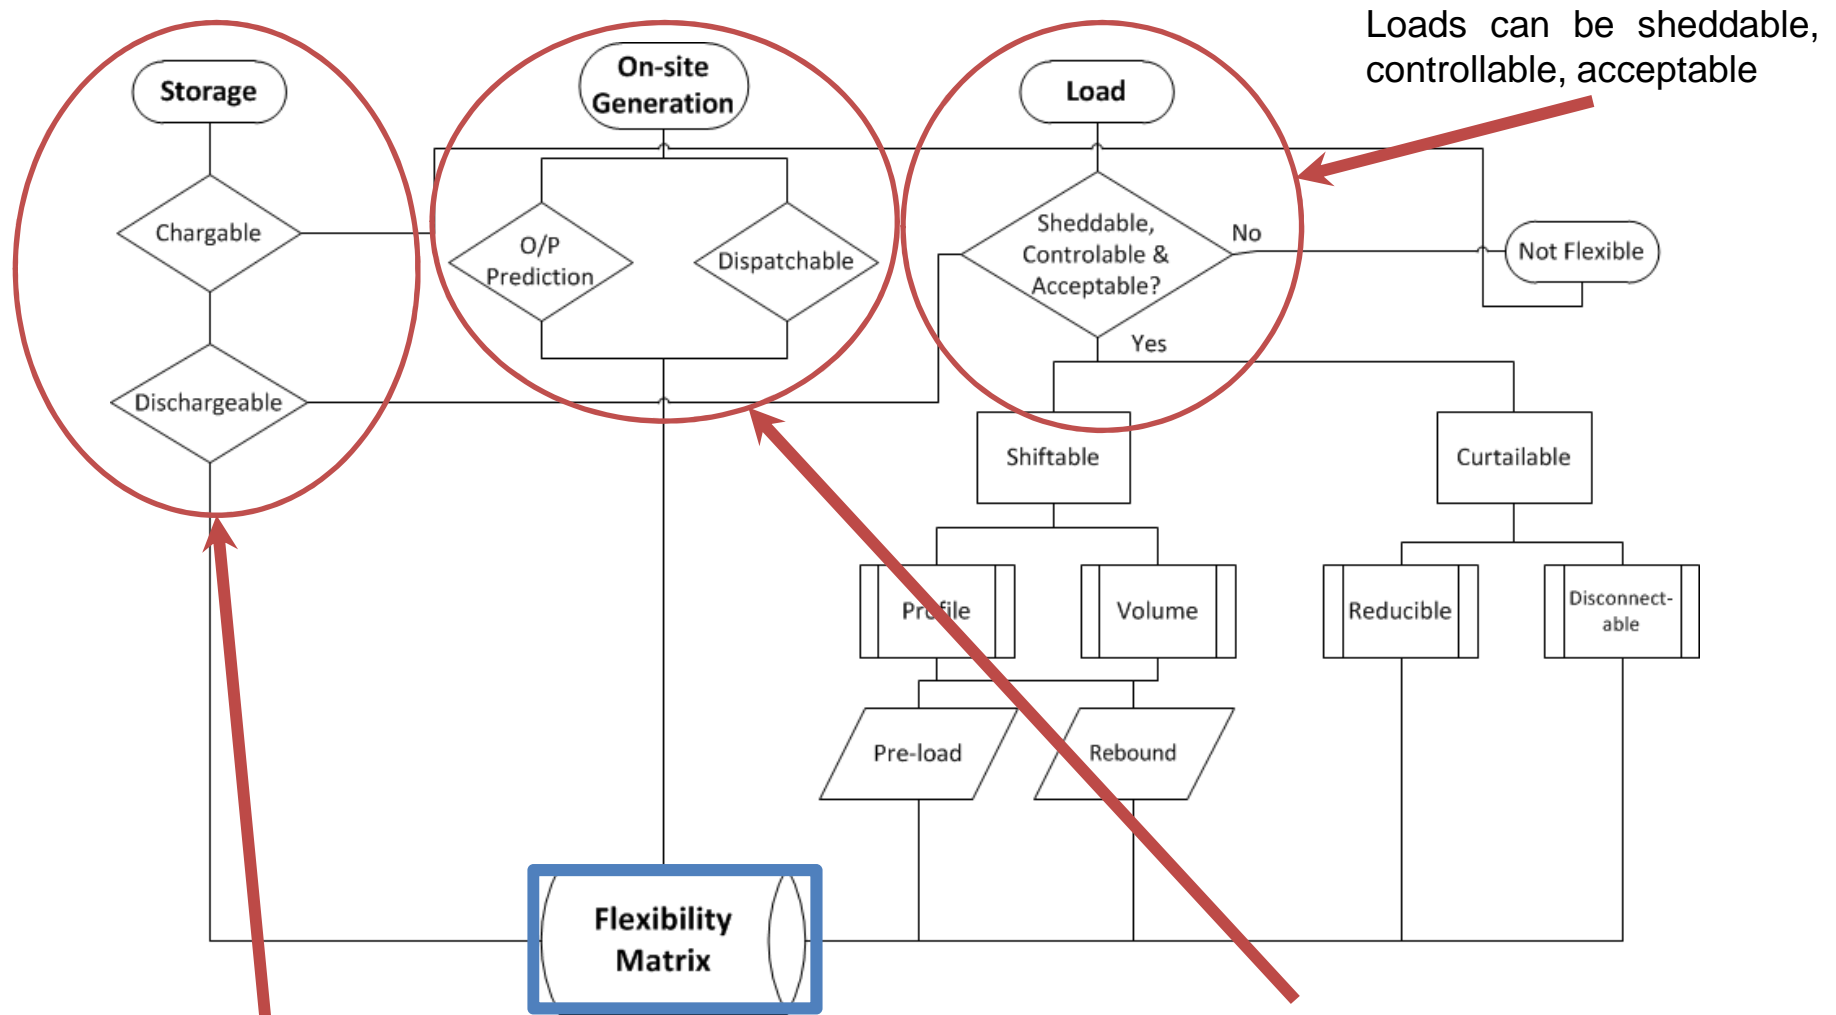 Loads can be sheddable,
controllable, acceptable
Storage
On-site
Generation
Load
Chargable
O/P
Prediction
Dispatchable
Sheddable,
Controlable &
Acceptable?
No
Not Flexible
Yes
Dischargeable
Shiftable
Curtailable
Profile
Volume
Reducible
Disconnect-
able
Pre-load
Rebound
Flexibility
Matrix